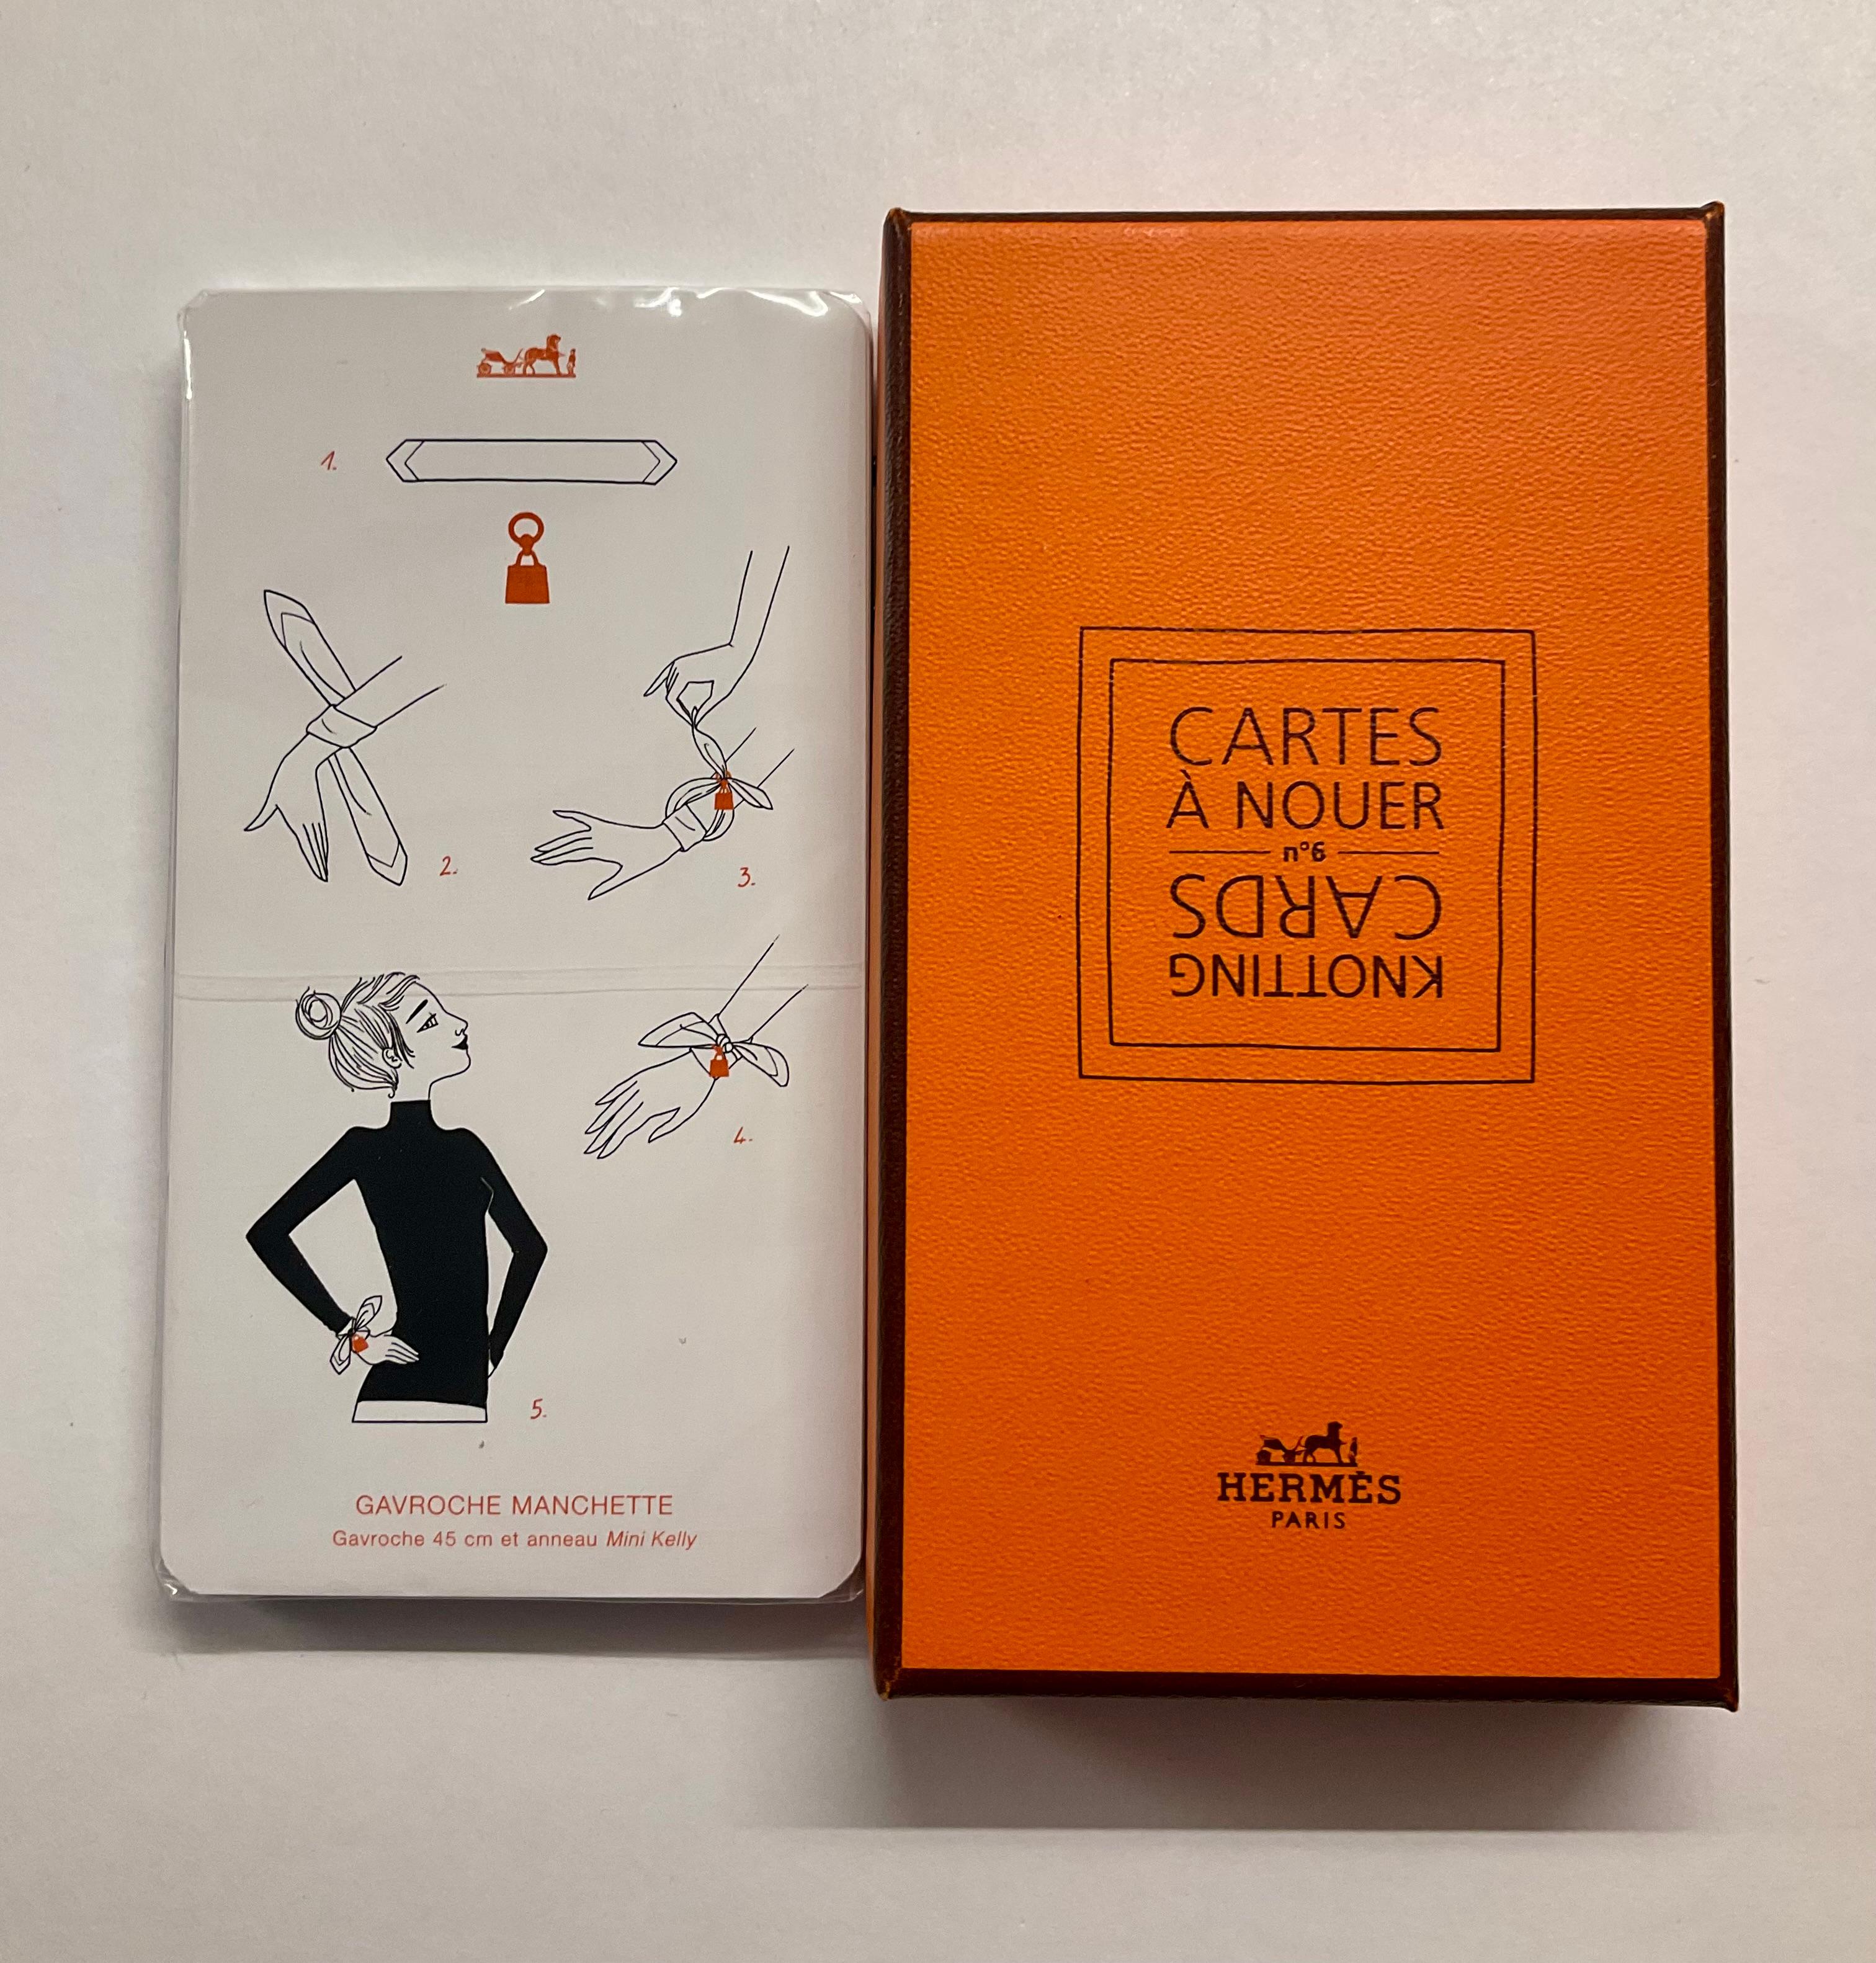 1.
2.
3.
4.
5.
GAVROCHE MANCHETTE
Gavroche 45 cm et anneau Mini Kelly
CARTES
À NOUER
n°6
KNOTTING
CARDS
HERMÈS
PARIS